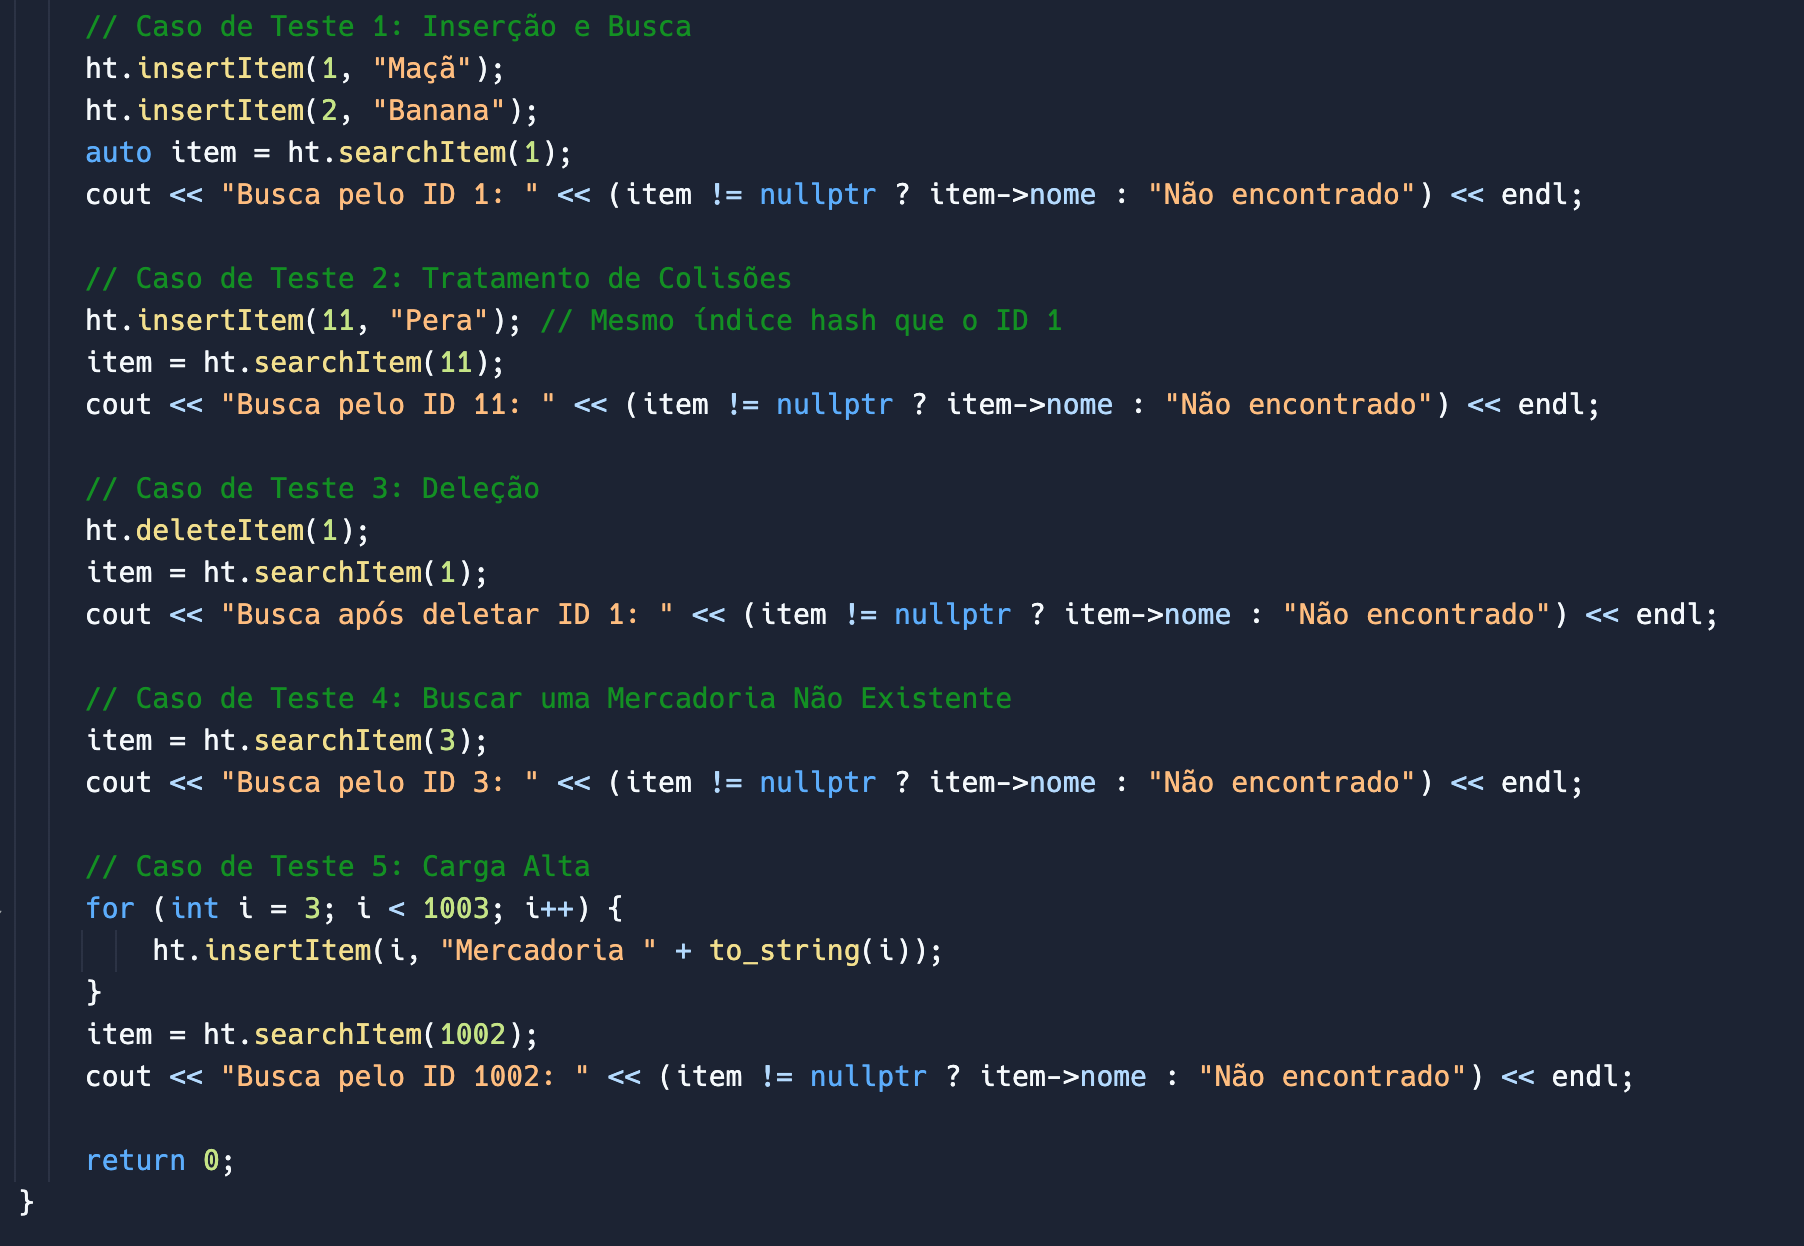 // Caso de Teste 1: Inserção e Busca
ht.insertItem(1, "Maçã");
ht.insertItem(2, "Banana");
auto item = ht.searchItem(1);
cout << "Busca pelo ID 1: " << (item != nullptr ? item->nome : "Não encontrado") << endl;

// Caso de Teste 2: Tratamento de Colisões
ht.insertItem(11, "Pera"); // Mesmo índice hash que o ID 1
item = ht.searchItem(11);
cout << "Busca pelo ID 11: " << (item != nullptr ? item->nome : "Não encontrado") << endl;

// Caso de Teste 3: Deleção
ht.deleteItem(1);
item = ht.searchItem(1);
cout << "Busca após deletar ID 1: " << (item != nullptr ? item->nome : "Não encontrado") << endl;

// Caso de Teste 4: Buscar uma Mercadoria Não Existente
item = ht.searchItem(3);
cout << "Busca pelo ID 3: " << (item != nullptr ? item->nome : "Não encontrado") << endl;

// Caso de Teste 5: Carga Alta
for (int i = 3; i < 1003; i++) {
    ht.insertItem(i, "Mercadoria " + to_string(i));
}
item = ht.searchItem(1002);
cout << "Busca pelo ID 1002: " << (item != nullptr ? item->nome : "Não encontrado") << endl;

return 0;
}